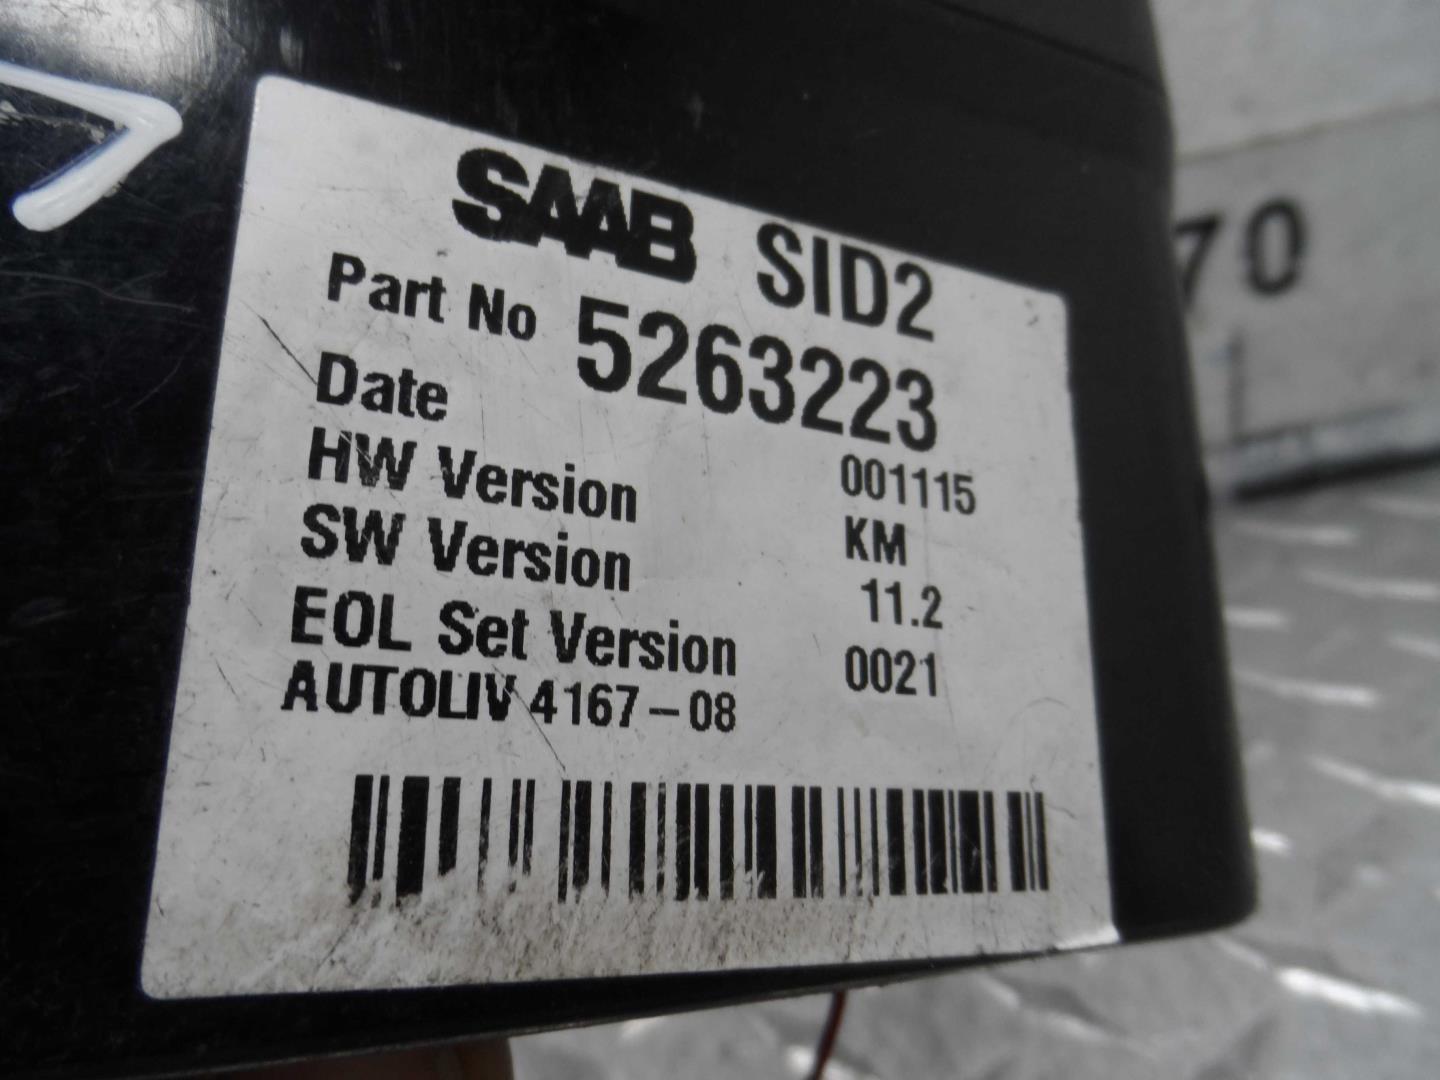 SAAB SID2
Part No 5263223
Date 001115
HW Version KM
SW Version 11.2
EOL Set Version 0021
AUTOLIV 4167-08
70